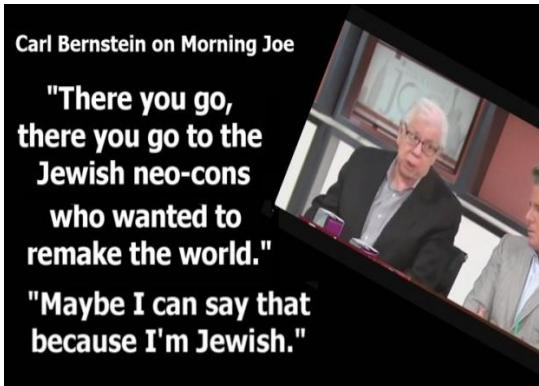 Carl Bernstein on Morning Joe
"There you go,
there you go to the
Jewish neo-cons
who wanted to
remake the world."
"Maybe I can say that
because I'm Jewish."